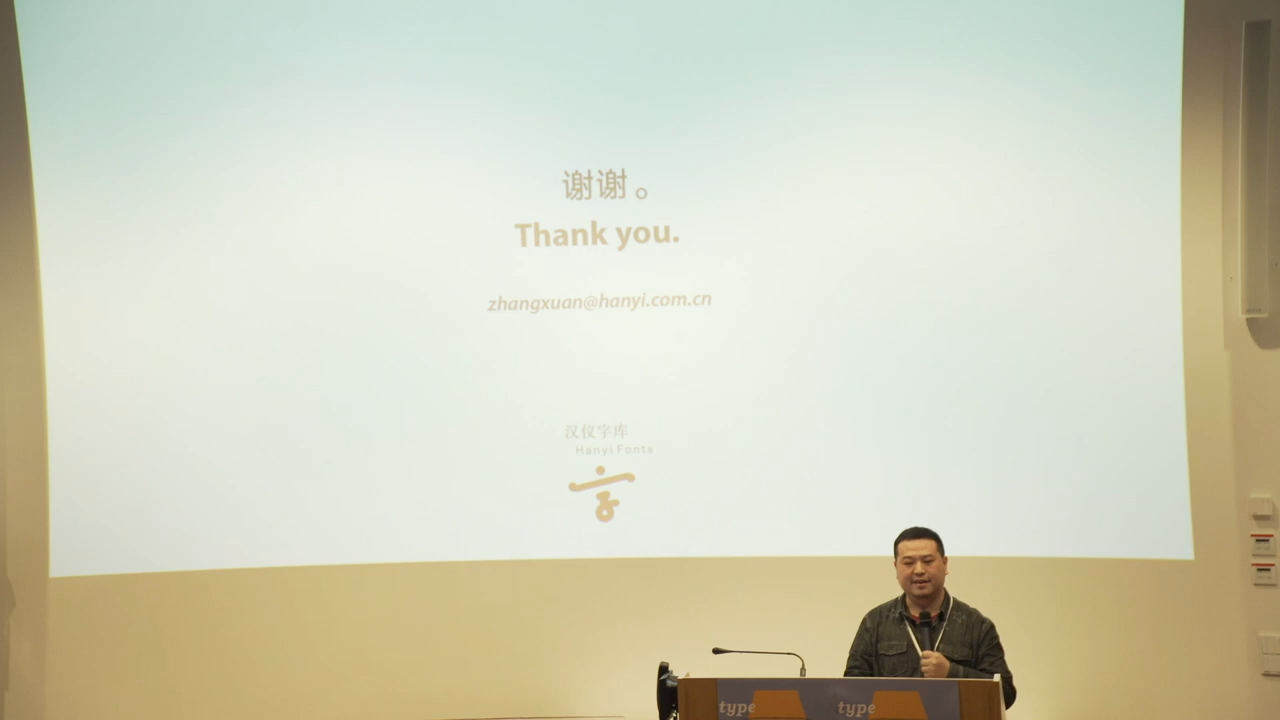 谢谢。
Thank you.
zhangxuan@hanyi.com.cn
汉仪字库
Hanyi Fonts
type
type